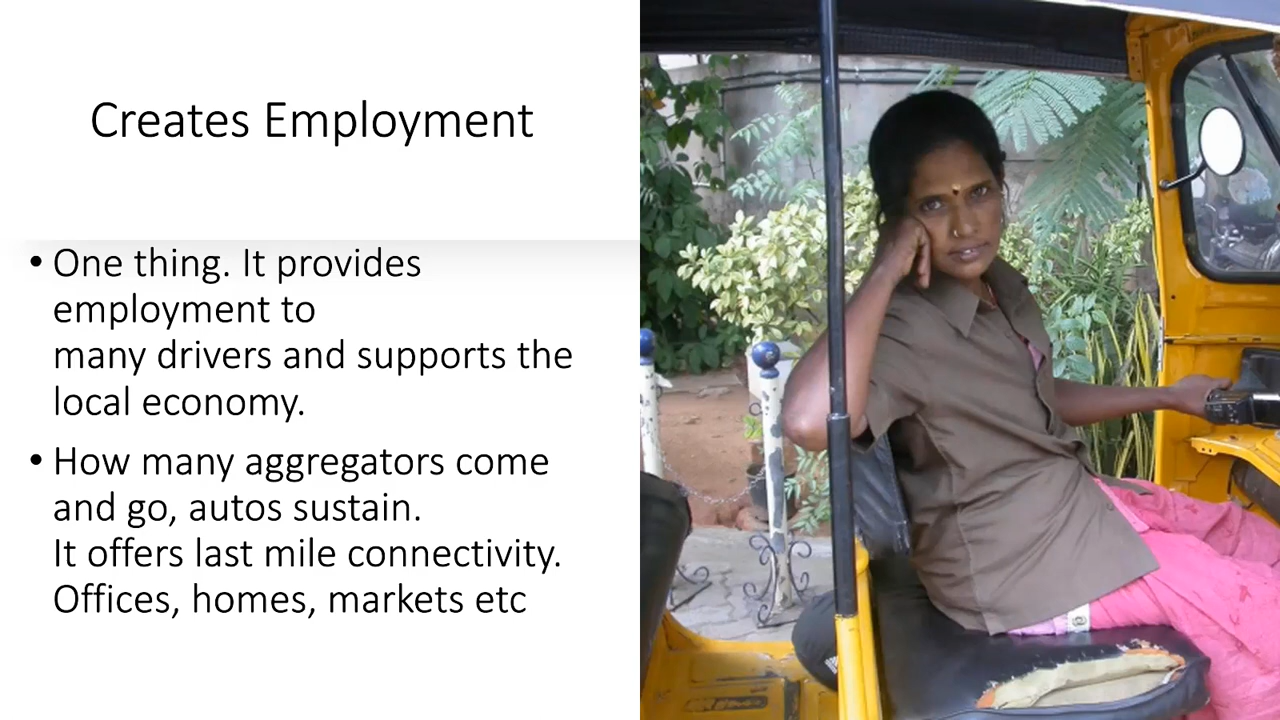 Creates Employment
• One thing. It provides
employment to
many drivers and supports the
local economy.
• How many aggregators come
and go, autos sustain.
It offers last mile connectivity.
Offices, homes, markets etc